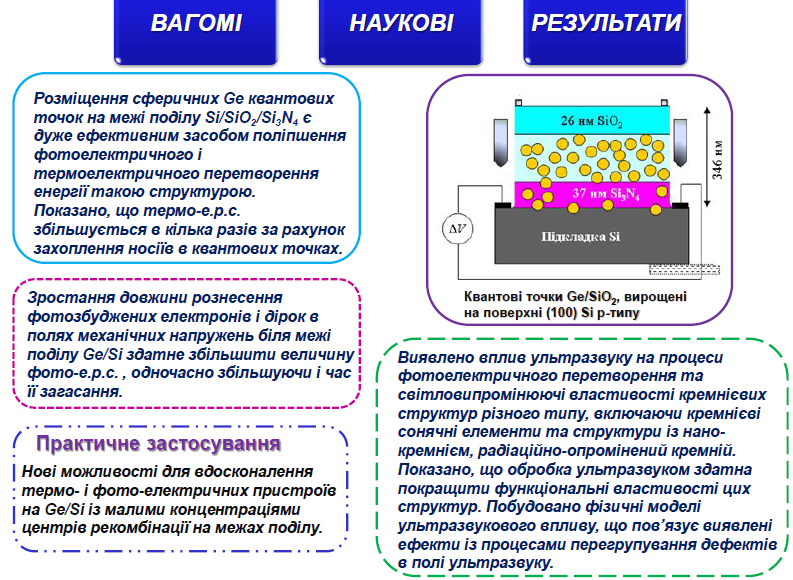 ВАГОМІ НАУКОВІ РЕЗУЛЬТАТИ
Розміщення сферичних Ge квантових
точок на межі поділу Si/SiO₂/Si₃N₄ є
дуже ефективним засобом поліпшення
фотоелектричного і
термоелектричного перетворення
енергії такою структурою.
Показано, що термо-е.р.с.
збільшується в кілька разів за рахунок
захоплення носіїв в квантових точках.
26 нм SiO₂
37 нм Si₃N₄
346 нм
ΔV
Підкладка Si
Квантові точки Ge/SiO₂, вирощені
на поверхні (100) Si p-типу
Зростання довжини рознесення
фотозбуджених електронів і дірок в
полях механічних напружень біля межі
поділу Ge/Si здатне збільшити величину
фото-е.р.с. , одночасно збільшуючи і час
її загасання.
Практичне застосування
Нові можливості для вдосконалення
термо- і фото-електричних пристроїв
на Ge/Si із малими концентраціями
центрів рекомбінації на межах поділу.
Виявлено вплив ультразвуку на процеси
фотоелектричного перетворення та
світловипромінюючі властивості кремнієвих
структур різного типу, включаючи кремнієві
сонячні елементи та структури із нано-
кремнієм, радіаційно-опромінений кремній.
Показано, що обробка ультразвуком здатна
покращити функціональні властивості цих
структур. Побудовано фізичні моделі
ультразвукового впливу, що пов’язує виявлені
ефекти із процесами перегрупування дефектів
в полі ультразвуку.